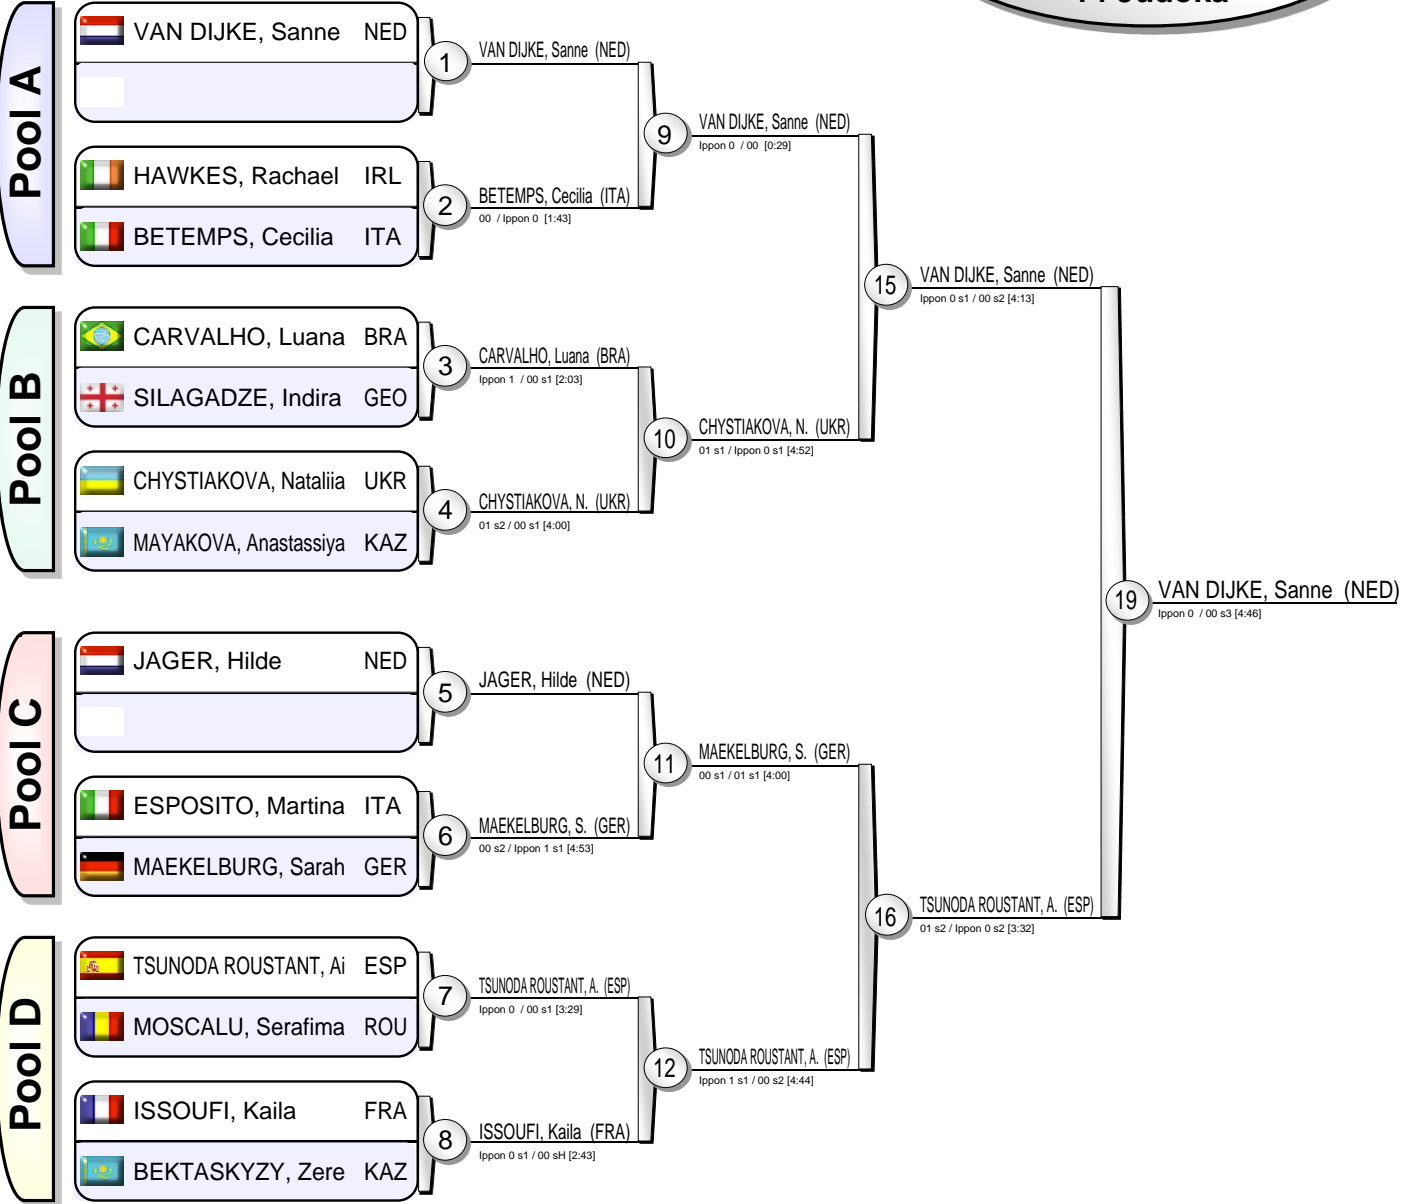 Pool A
VAN DIJKE, Sanne NED
HAWKES, Rachael IRL
BETEMPS, Cecilia ITA
Pool B
CARVALHO, Luana BRA
SILAGADZE, Indira GEO
CHYSTIAKOVA, Nataliia UKR
MAYAKOVA, Anastassiya KAZ
Pool C
JAGER, Hilde NED
ESPOSITO, Martina ITA
MAEKELBURG, Sarah GER
Pool D
TSUNODA ROUSTANT, Ai ESP
MOSCALU, Serafima ROU
ISSOUFI, Kaila FRA
BEKTASKYZY, Zere KAZ
1
VAN DIJKE, Sanne (NED)
2
BETEMPS, Cecilia (ITA)
00 / Ippon 0 [1:43]
3
CARVALHO, Luana (BRA)
Ippon 1 / 00 s1 [2:03]
4
CHYSTIAKOVA, N. (UKR)
01 s2 / 00 s1 [4:00]
5
JAGER, Hilde (NED)
6
MAEKELBURG, S. (GER)
00 s2 / Ippon 1 s1 [4:53]
7
TSUNODA ROUSTANT, A. (ESP)
Ippon 0 / 00 s1 [3:29]
8
ISSOUFI, Kaila (FRA)
Ippon 0 s1 / 00 sH [2:43]
9
VAN DIJKE, Sanne (NED)
Ippon 0 / 00 [0:29]
10
CHYSTIAKOVA, N. (UKR)
01 s1 / Ippon 0 s1 [4:52]
11
MAEKELBURG, S. (GER)
00 s1 / 01 s1 [4:00]
12
TSUNODA ROUSTANT, A. (ESP)
Ippon 1 s1 / 00 s2 [4:44]
15
VAN DIJKE, Sanne (NED)
Ippon 0 s1 / 00 s2 [4:13]
16
TSUNODA ROUSTANT, A. (ESP)
01 s2 / Ippon 0 s2 [3:32]
19
VAN DIJKE, Sanne (NED)
Ippon 0 / 00 s3 [4:46]